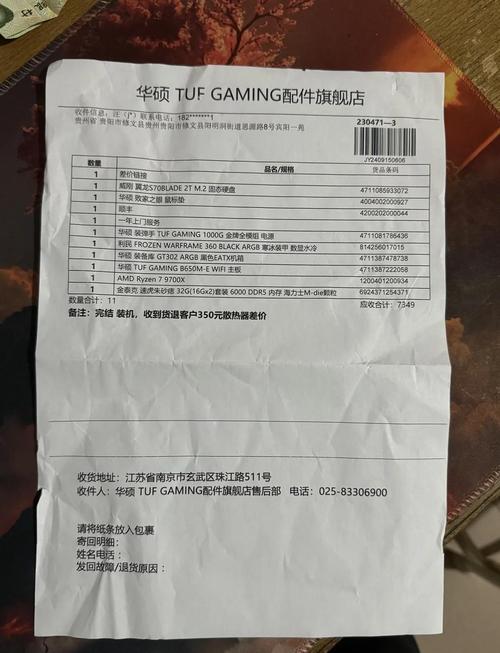 华硕 TUF GAMING配件旗舰店
收件信息: 汪（j*）联系电话: 182********1
贵州省 贵阳市修文县贵州贵阳市修文县阳明洞街道思源路8号宾阳一苑
230471—3
JY2409150606
数量 品名/规格 货品条码
1 差价链接
1 威刚 翼龙S70BLADE 2T M.2 固态硬盘 4711085933072
1 华硕 败家之眼 鼠标垫 4004002000927
1 顺丰 4200202000044
1 一年上门服务
1 华硕 装弹手 TUF GAMING 1000G 金牌全模组 电源 4711081786436
1 利民 FROZEN WARFRAME 360 BLACK ARGB 寒冰装甲 数显水冷 814256017015
1 华硕 装备库 GT302 ARGB 黑色EATX机箱 4711387478738
1 华硕 TUF GAMING B650M-E WIFI 主板 4711387222058
1 AMD Ryzen 7 9700X 1200401200934
1 金泰克 速虎朱砂痣 32G(16Gx2)套装 6000 DDR5 内存 海力士M-die颗粒 6924371254371
数量合计: 11 应收合计: 7349
备注: 完结 装机，收到货退客户350元散热器差价
收货地址: 江苏省南京市玄武区珠江路511号
收件人: 华硕 TUF GAMING配件旗舰店售后部 电话: 025-83306900
请将纸条放入包裹
寄回明细:
姓名电话:
发回故障/退货原因: